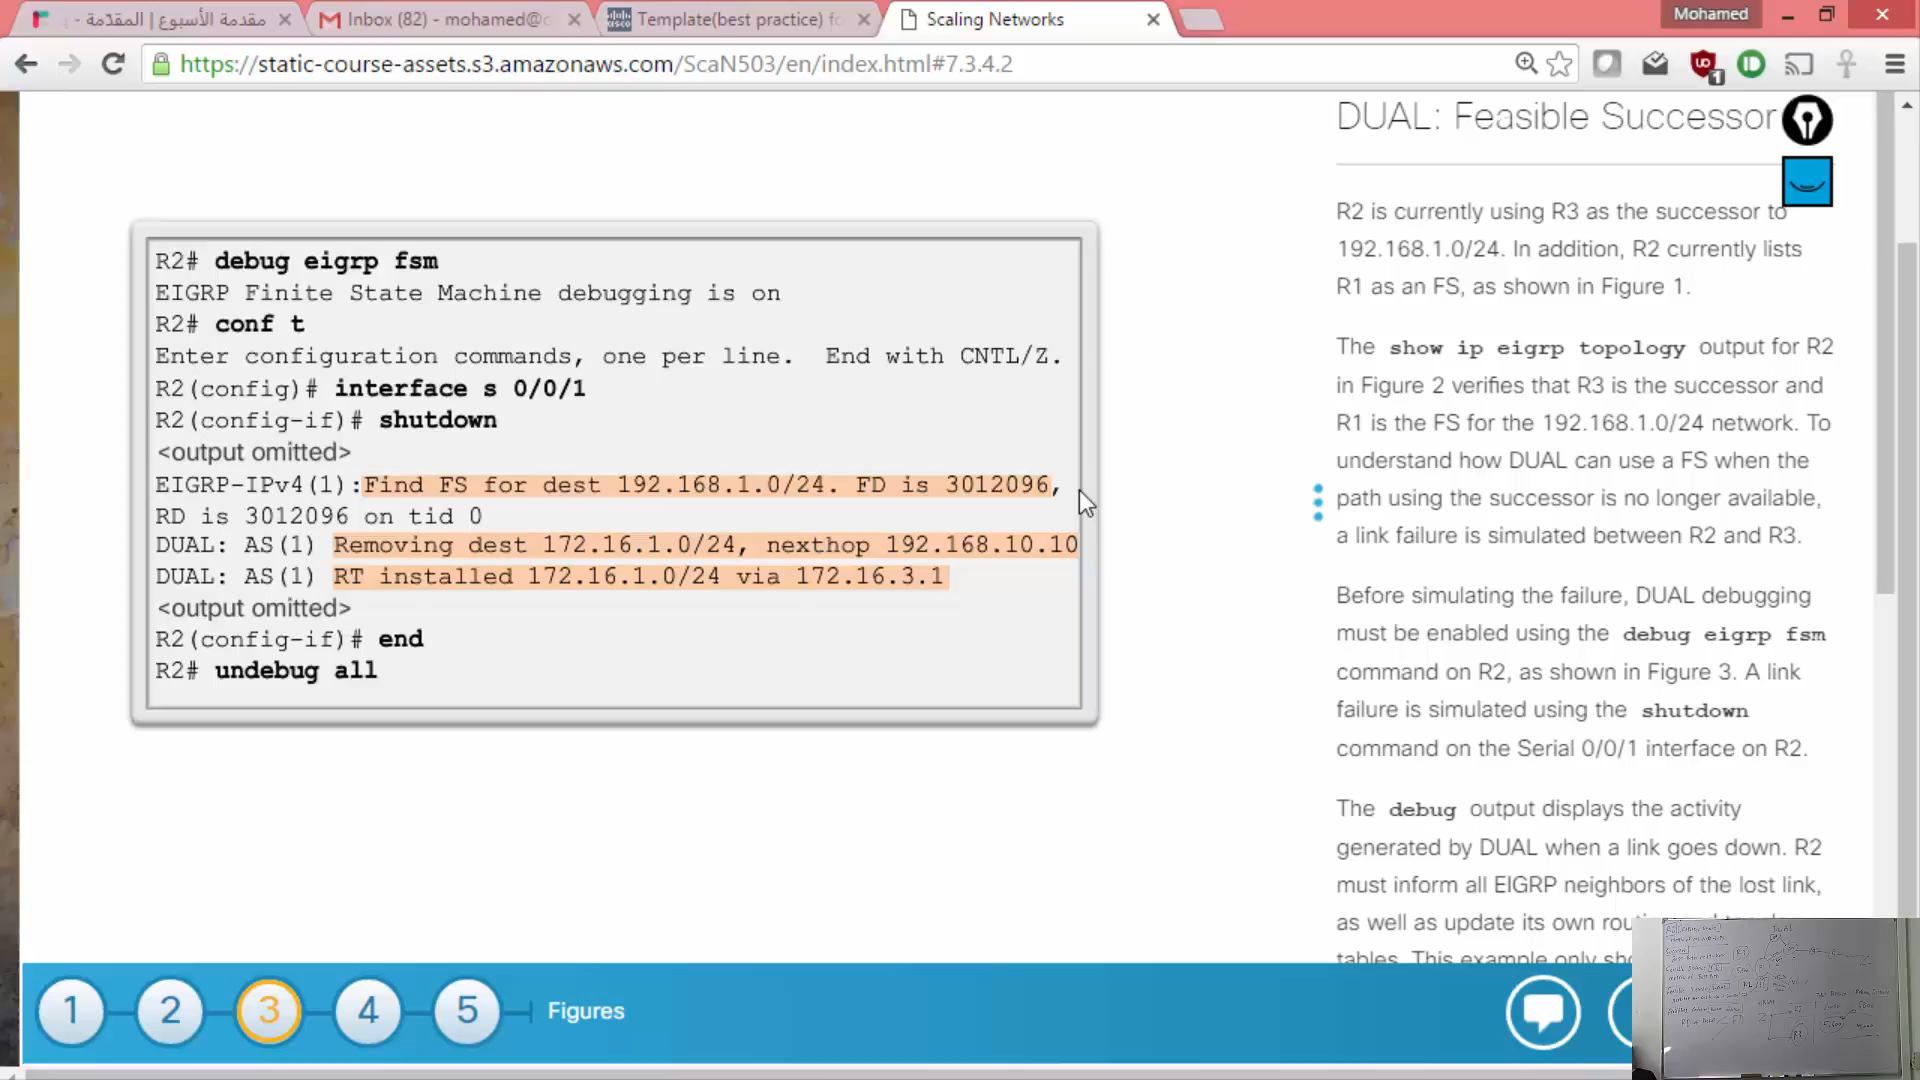 مقدمة الأسبوع | المقدّمة -
Inbox (82) - mohamed@
Template(best practice) fo
Scaling Networks
Mohamed
https://static-course-assets.s3.amazonaws.com/ScaN503/en/index.html#7.3.4.2
R2# debug eigrp fsm
EIGRP Finite State Machine debugging is on
R2# conf t
Enter configuration commands, one per line. End with CNTL/Z.
R2(config)# interface s 0/0/1
R2(config-if)# shutdown
<output omitted>
EIGRP-IPv4(1):Find FS for dest 192.168.1.0/24. FD is 3012096,
RD is 3012096 on tid 0
DUAL: AS(1) Removing dest 172.16.1.0/24, nexthop 192.168.10.10
DUAL: AS(1) RT installed 172.16.1.0/24 via 172.16.3.1
<output omitted>
R2(config-if)# end
R2# undebug all
DUAL: Feasible Successor
R2 is currently using R3 as the successor to
192.168.1.0/24. In addition, R2 currently lists
R1 as an FS, as shown in Figure 1.
The show ip eigrp topology output for R2
in Figure 2 verifies that R3 is the successor and
R1 is the FS for the 192.168.1.0/24 network. To
understand how DUAL can use a FS when the
path using the successor is no longer available,
a link failure is simulated between R2 and R3.
Before simulating the failure, DUAL debugging
must be enabled using the debug eigrp fsm
command on R2, as shown in Figure 3. A link
failure is simulated using the shutdown
command on the Serial 0/0/1 interface on R2.
The debug output displays the activity
generated by DUAL when a link goes down. R2
must inform all EIGRP neighbors of the lost link,
as well as update its own
tables. This example only
1
2
3
4
5
Figures